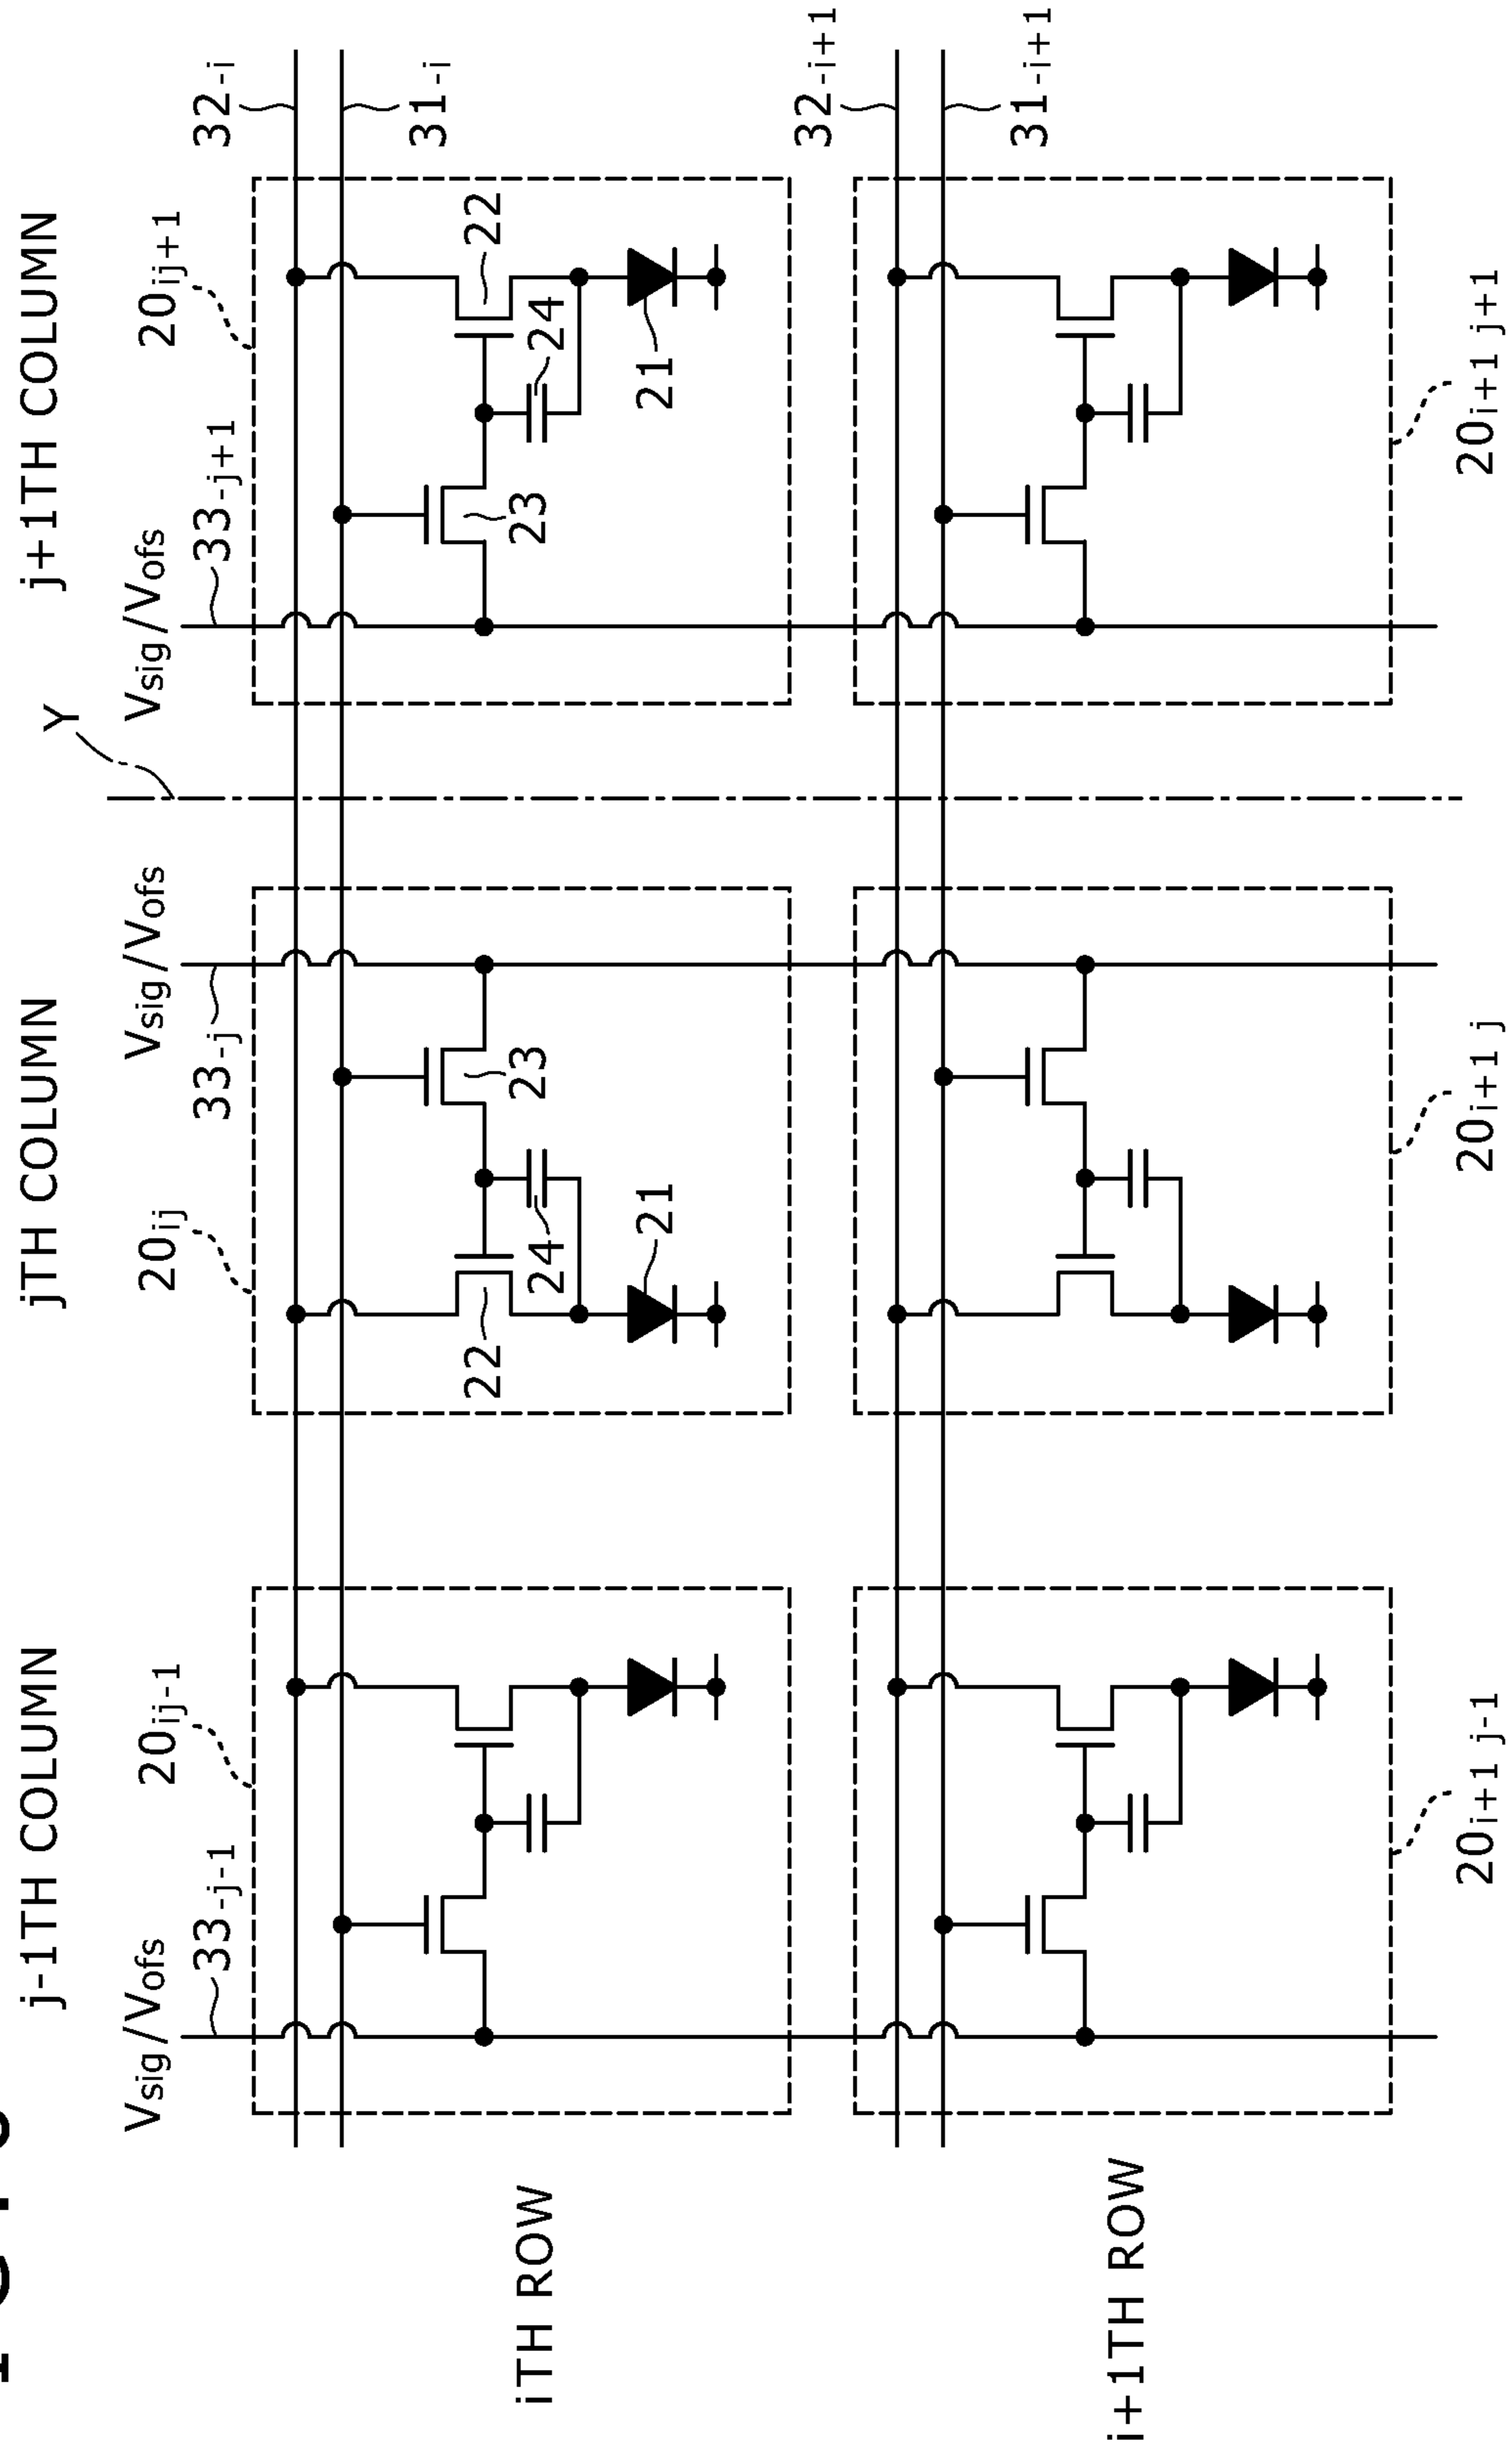 j-1TH COLUMN
jTH COLUMN
j+1TH COLUMN
Y
Vsig/Vofs
20ij-1
20ij
Vsig/Vofs
Vsig/Vofs
20ij+1
33-j-1
33-j
33-j+1
32-i
31-i
iTH ROW
22
23
23
22
24
24
21
21
32-i+1
31-i+1
i+1TH ROW
20i+1 j-1
20i+1 j
20i+1 j+1